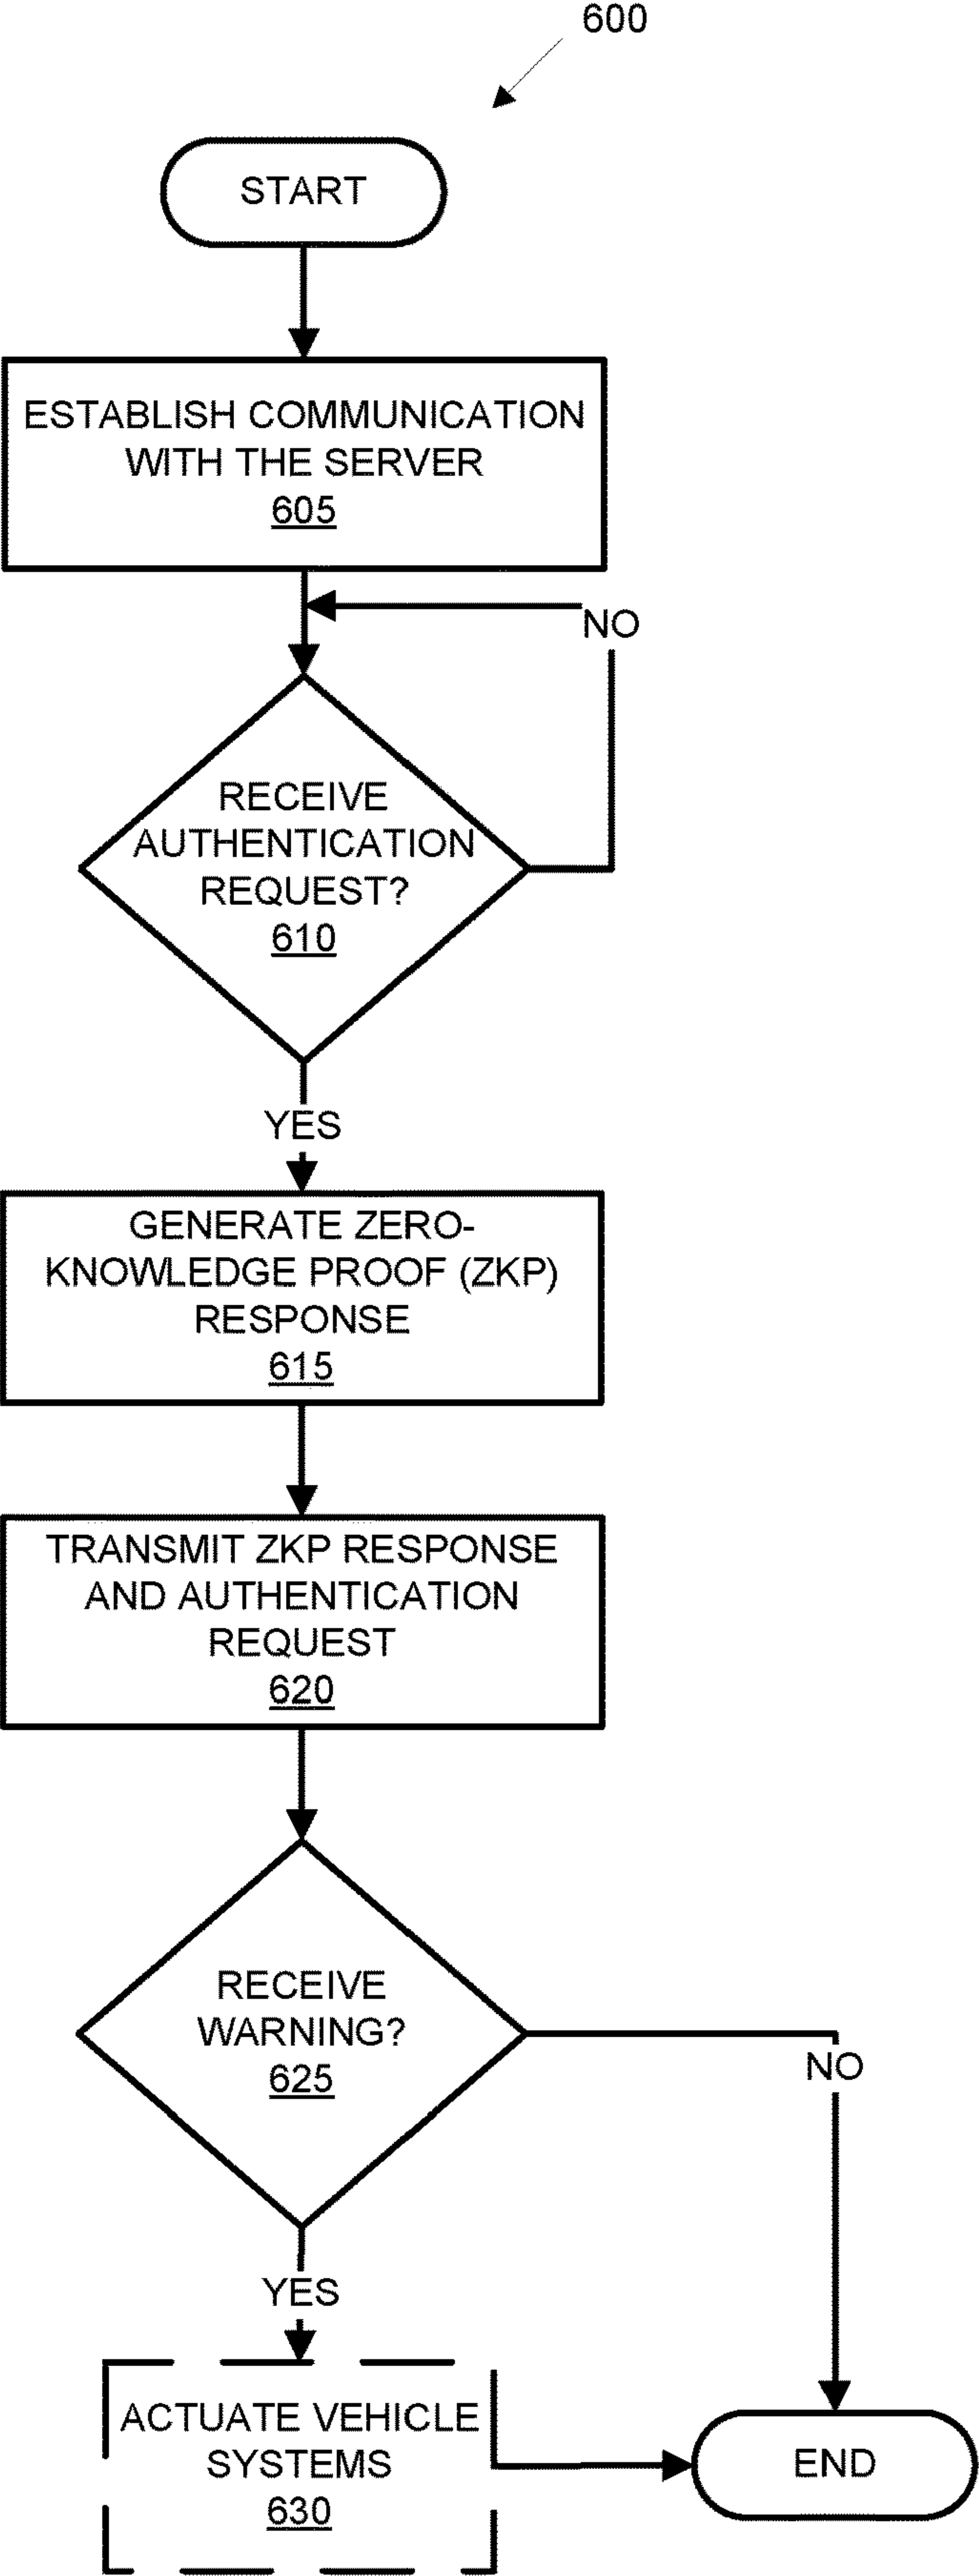 600
START
ESTABLISH COMMUNICATION
WITH THE SERVER
605
NO
RECEIVE
AUTHENTICATION
REQUEST?
610
YES
GENERATE ZERO-
KNOWLEDGE PROOF (ZKP)
RESPONSE
615
TRANSMIT ZKP RESPONSE
AND AUTHENTICATION
REQUEST
620
RECEIVE
WARNING?
625
NO
YES
ACTUATE VEHICLE
SYSTEMS
630
END